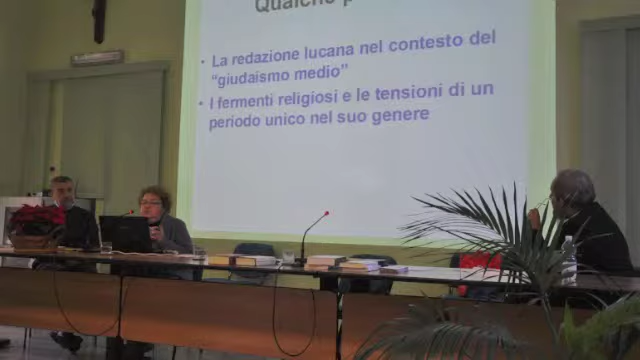 Qualche p
· La redazione lucana nel contesto del
"giudaismo medio"
· I fermenti religiosi e le tensioni di un
periodo unico nel suo genere